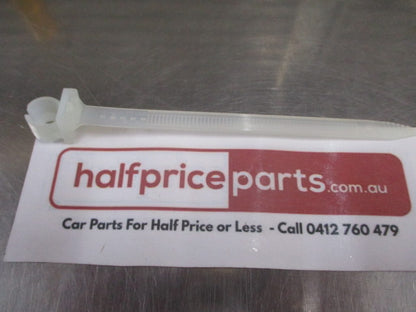 halfpriceparts.com.au
Car Parts For Half Price or Less - Call 0412 760 479